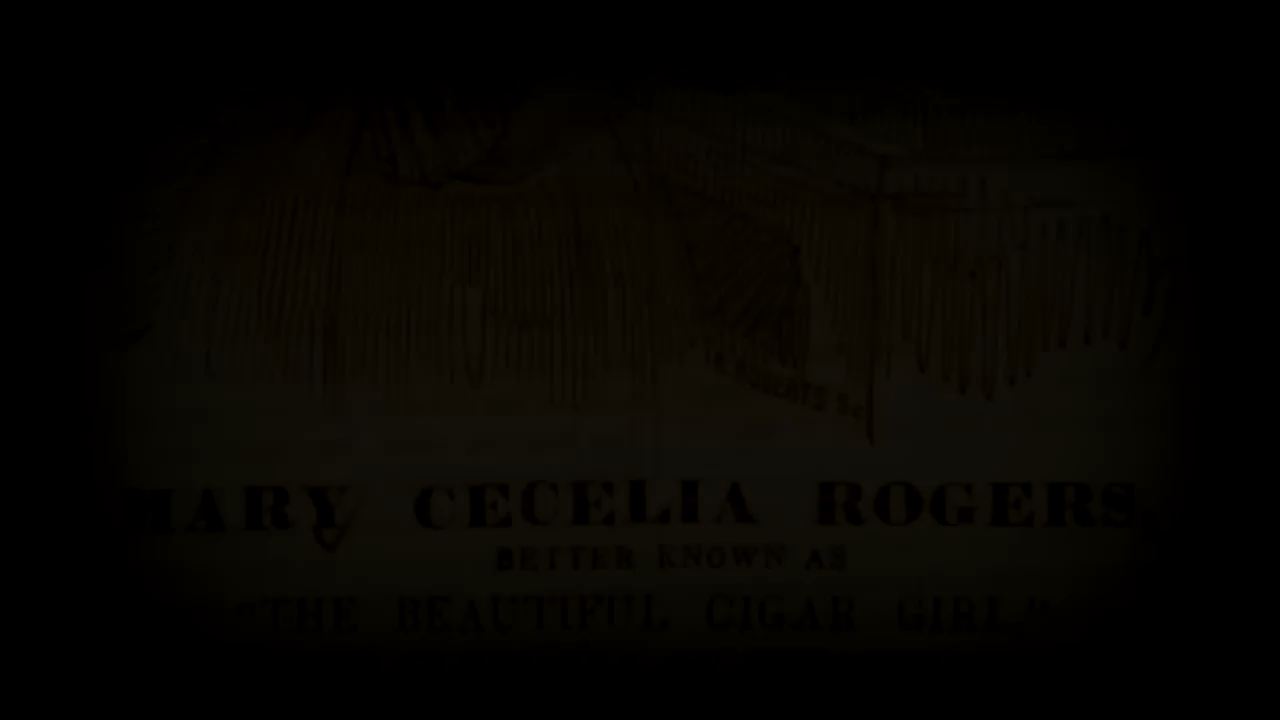 MARY CECELIA ROGERS,
BETTER KNOWN AS
"THE BEAUTIFUL CIGAR GIRL."